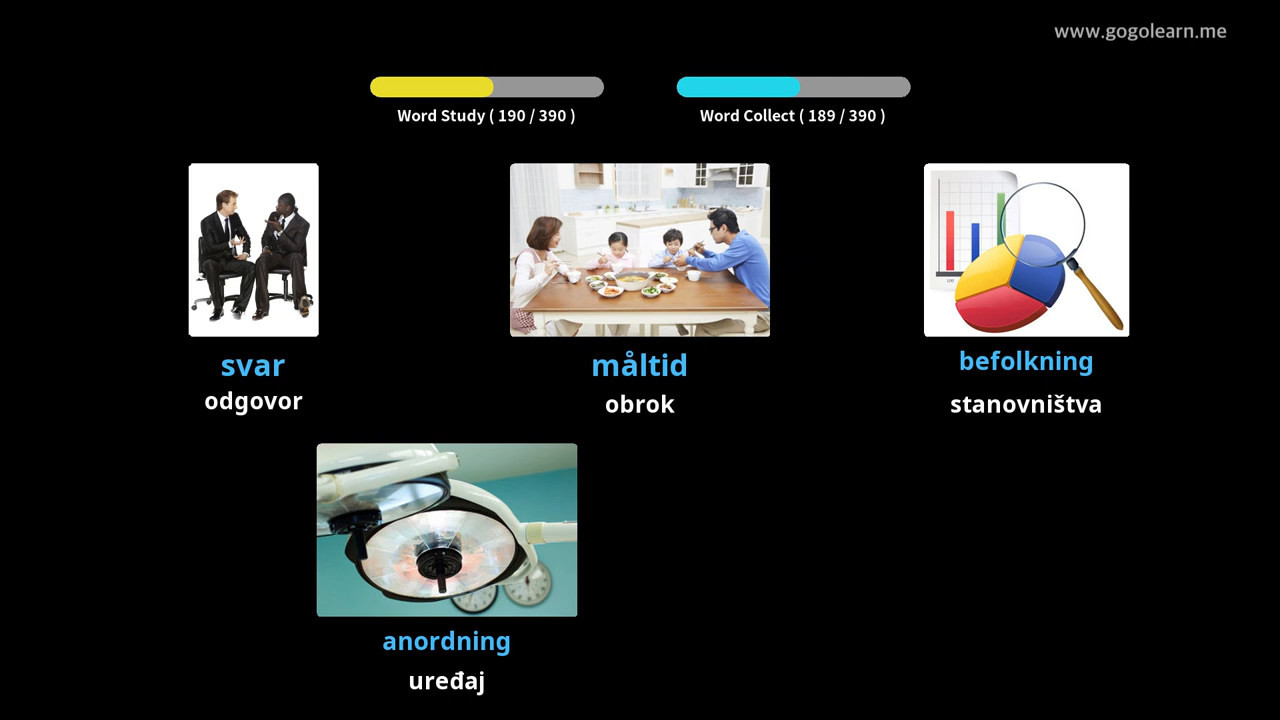 www.gogolearn.me
Word Study ( 190 / 390 )
Word Collect ( 189 / 390 )
svar
odgovor
måltid
obrok
befolkning
stanovništva
anordning
uređaj